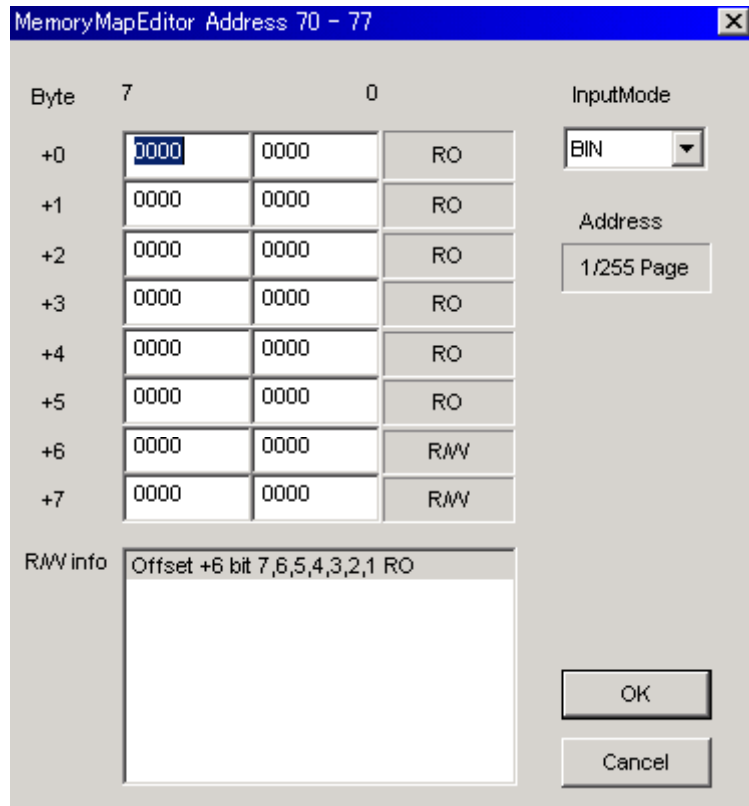 MemoryMapEditor Address 70 - 77
Byte 7 0 InputMode
+0 0000 0000 RO BIN
+1 0000 0000 RO
Address
+2 0000 0000 RO 1/255 Page
+3 0000 0000 RO
+4 0000 0000 RO
+5 0000 0000 RO
+6 0000 0000 R/W
+7 0000 0000 R/W
R/W info Offset +6 bit 7,6,5,4,3,2,1 RO
OK
Cancel